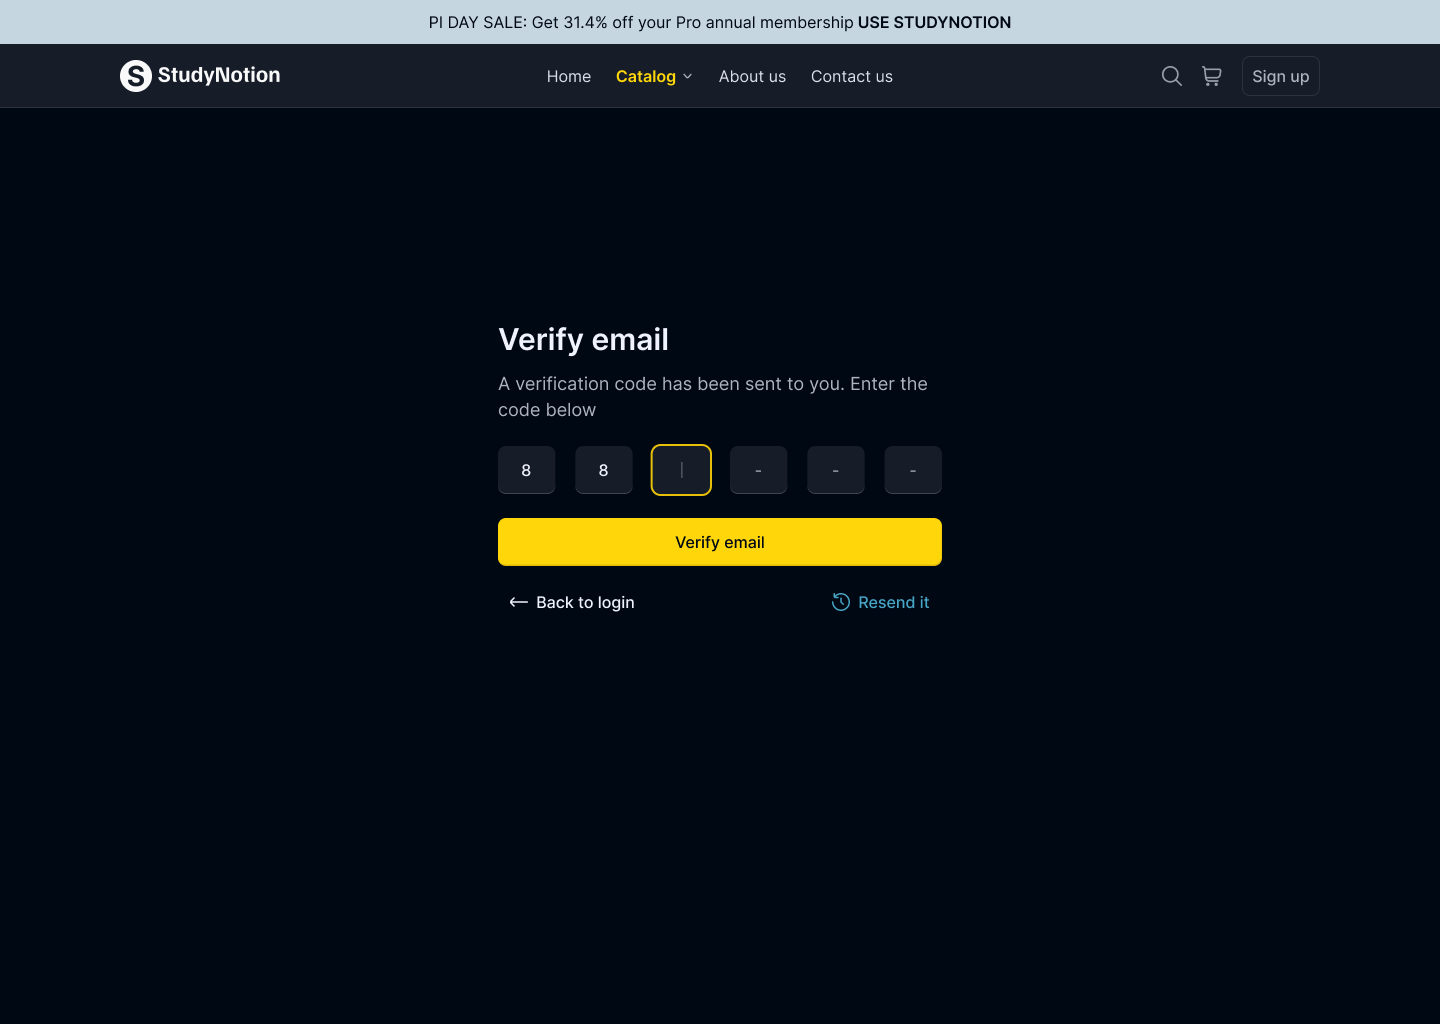 PI DAY SALE: Get 31.4% off your Pro annual membership USE STUDYNOTION
S StudyNotion
Home Catalog About us Contact us Sign up
Verify email
A verification code has been sent to you. Enter the
code below
8 8 - - -
Verify email
Back to login Resend it